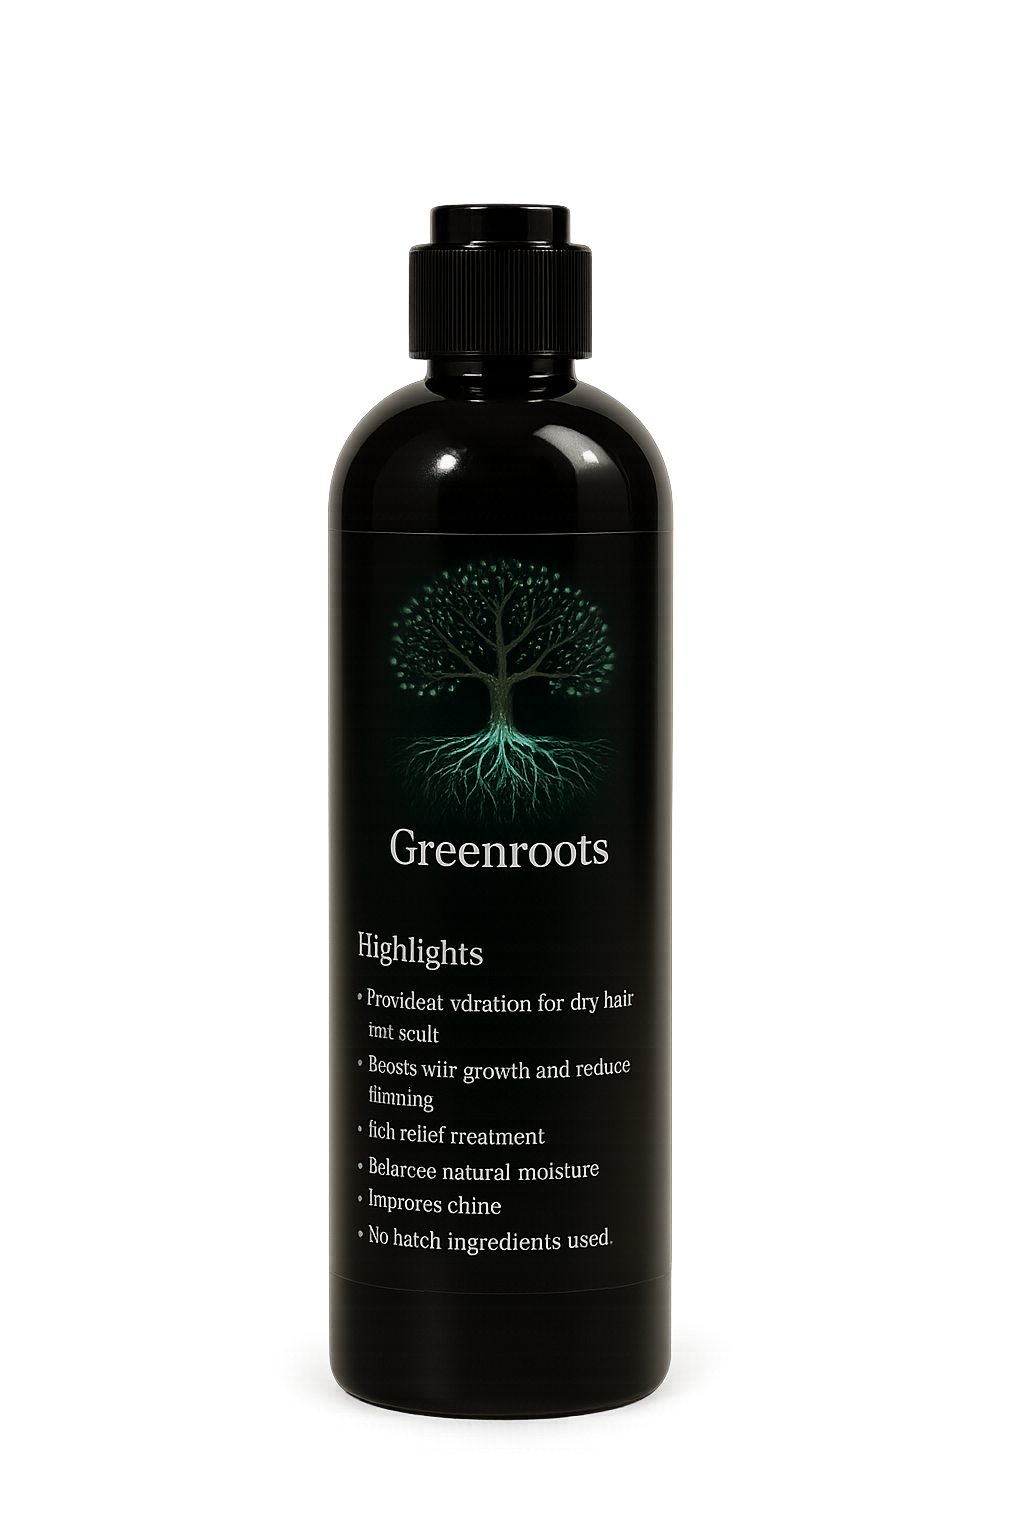 Greenroots
Highlights
• Provideat vdration for dry hair
imt scult
• Beosts wiir growth and reduce
flimning
• fich relief rreatment
• Belarcee natural moisture
• Improres chine
• No hatch ingredients used.